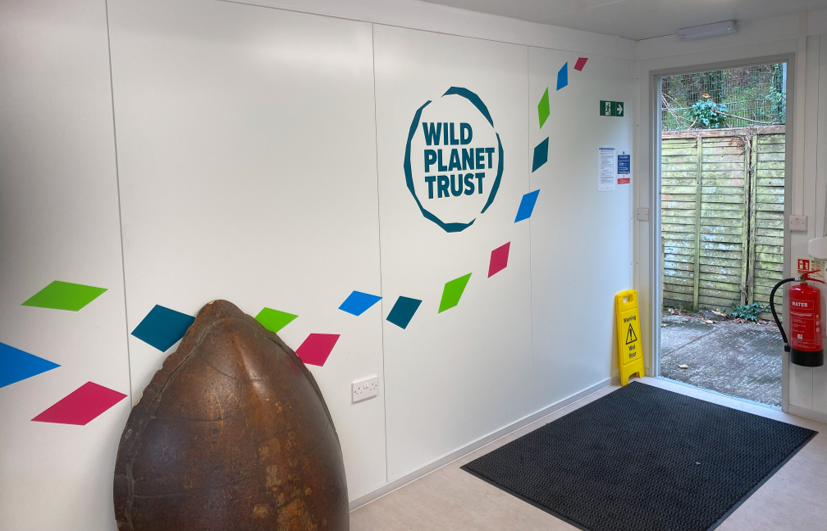 WILD
PLANET
TRUST
Warning
Wet
floor
WATER